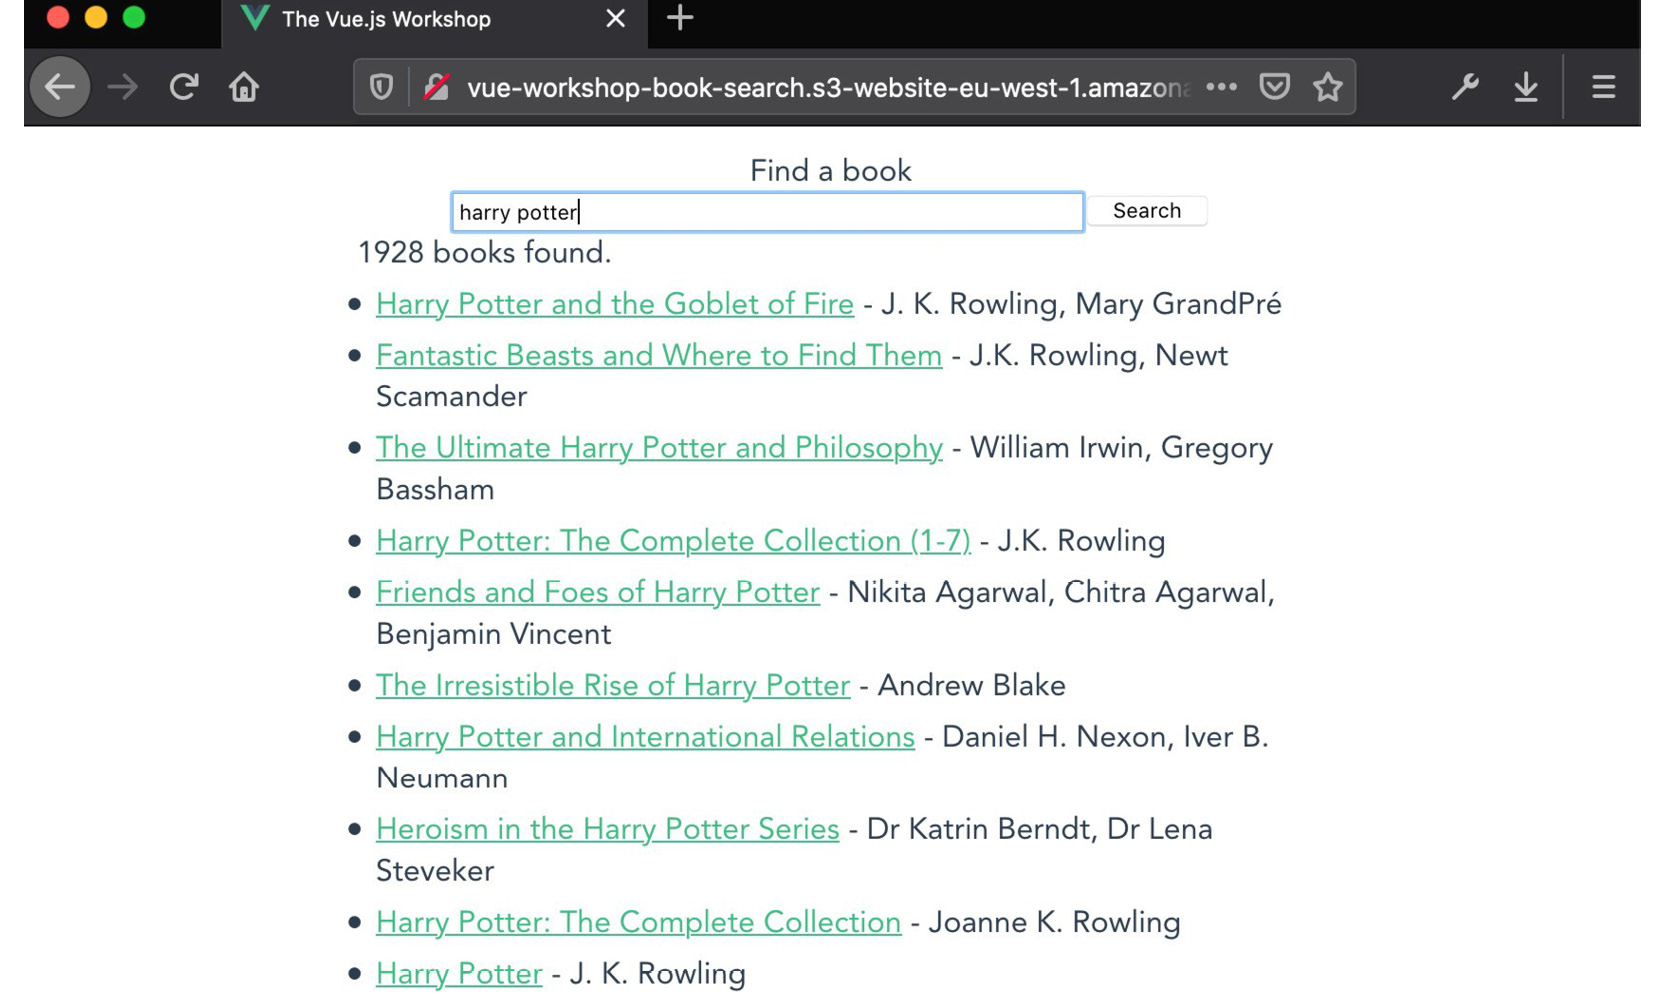 The Vue.js Workshop
vue-workshop-book-search.s3-website-eu-west-1.amazona
Find a book
harry potter Search
1928 books found.
Harry Potter and the Goblet of Fire - J. K. Rowling, Mary GrandPré
Fantastic Beasts and Where to Find Them - J.K. Rowling, Newt
Scamander
The Ultimate Harry Potter and Philosophy - William Irwin, Gregory
Bassham
Harry Potter: The Complete Collection (1-7) - J.K. Rowling
Friends and Foes of Harry Potter - Nikita Agarwal, Chitra Agarwal,
Benjamin Vincent
The Irresistible Rise of Harry Potter - Andrew Blake
Harry Potter and International Relations - Daniel H. Nexon, Iver B.
Neumann
Heroism in the Harry Potter Series - Dr Katrin Berndt, Dr Lena
Steveker
Harry Potter: The Complete Collection - Joanne K. Rowling
Harry Potter - J. K. Rowling